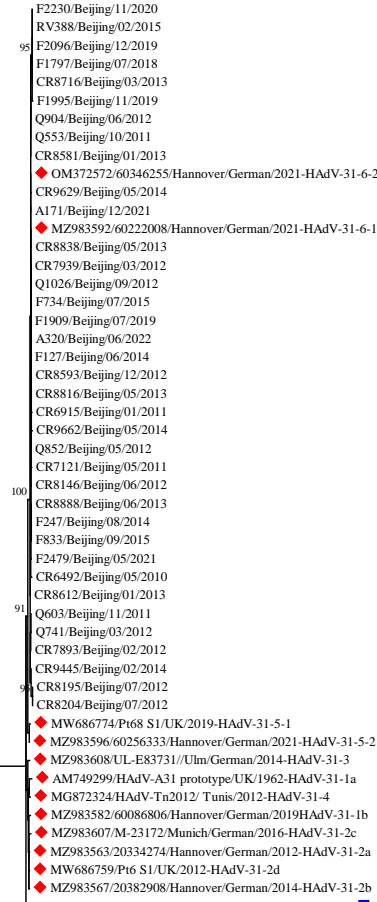 F2230/Beijing/11/2020
RV388/Beijing/02/2015
95
F2096/Beijing/12/2019
F1797/Beijing/07/2018
CR8716/Beijing/03/2013
F1995/Beijing/11/2019
Q904/Beijing/06/2012
Q553/Beijing/10/2011
CR8581/Beijing/01/2013
OM372572/60346255/Hannover/German/2021-HAdV-31-6-2
CR9629/Beijing/05/2014
A171/Beijing/12/2021
MZ983592/60222008/Hannover/German/2021-HAdV-31-6-1
CR8838/Beijing/05/2013
CR7939/Beijing/03/2012
Q1026/Beijing/09/2012
F734/Beijing/07/2015
F1909/Beijing/07/2019
A320/Beijing/06/2022
F127/Beijing/06/2014
CR8593/Beijing/12/2012
CR8816/Beijing/05/2013
CR6915/Beijing/01/2011
CR9662/Beijing/05/2014
Q852/Beijing/05/2012
CR7121/Beijing/05/2011
CR8146/Beijing/06/2012
100
CR8888/Beijing/06/2013
F247/Beijing/08/2014
F833/Beijing/09/2015
F2479/Beijing/05/2021
CR6492/Beijing/05/2010
CR8612/Beijing/01/2013
91
Q603/Beijing/11/2011
Q741/Beijing/03/2012
CR7893/Beijing/02/2012
CR9445/Beijing/02/2014
CR8195/Beijing/07/2012
CR8204/Beijing/07/2012
MW686774/Pt68 S1/UK/2019-HAdV-31-5-1
MZ983596/60256333/Hannover/German/2021-HAdV-31-5-2
MZ983608/UL-E83731//Ulm/German/2014-HAdV-31-3
AM749299/HAdV-A31 prototype/UK/1962-HAdV-31-1a
MG872324/HAdV-Tn2012/ Tunis/2012-HAdV-31-4
MZ983582/60086806/Hannover/German/2019HAdV-31-1b
MZ983607/M-23172/Munich/German/2016-HAdV-31-2c
MZ983563/20334274/Hannover/German/2012-HAdV-31-2a
MW686759/Pt6 S1/UK/2012-HAdV-31-2d
MZ983567/20382908/Hannover/German/2014-HAdV-31-2b